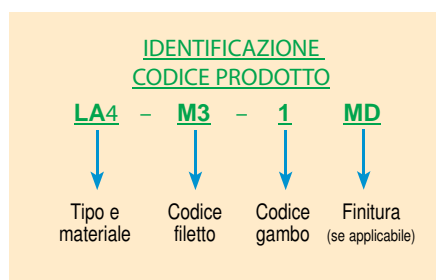 IDENTIFICAZIONE
CODICE PRODOTTO
LA4 – M3 – 1 MD
Tipo e Codice Codice Finitura
materiale filetto gambo (se applicabile)